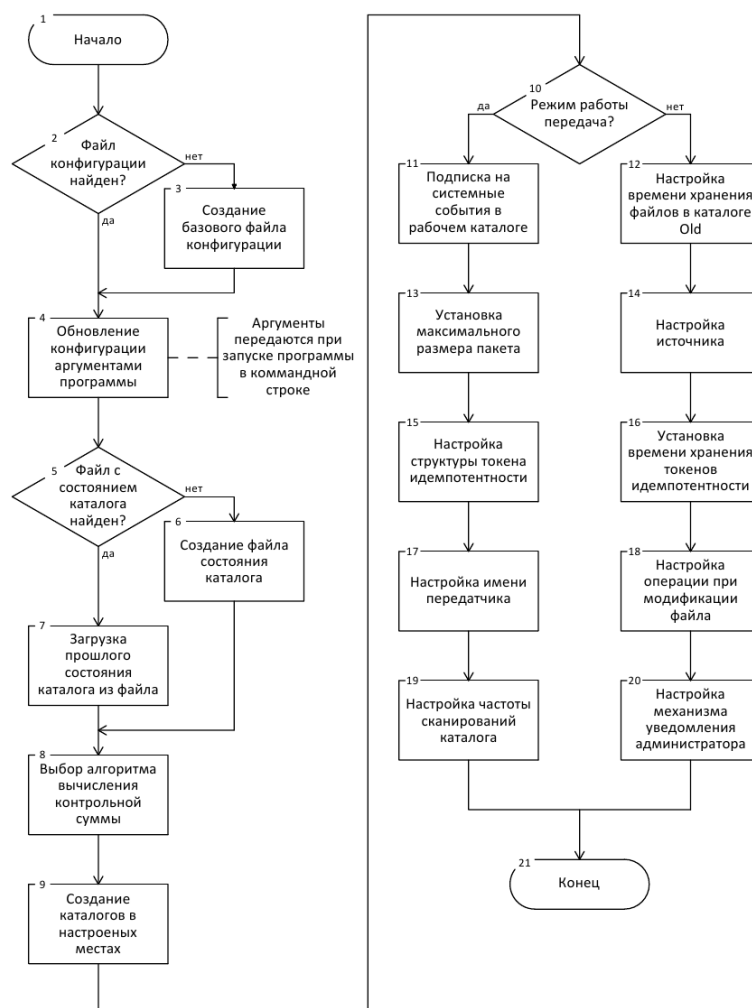 1
Начало
2
Файл
конфигурации
найден?
нет
да
3
Создание
базового файла
конфигурации
4
Обновление
конфигурации
аргументами
программы
Аргументы
передаются при
запуске программы
в коммандной
строке
5
Файл с
состоянием
каталога
найден?
нет
да
6
Создание файла
состояния
каталога
7
Загрузка
прошлого
состояния
каталога из файла
8
Выбор алгоритма
вычисления
контрольной
суммы
9
Создание
каталогов в
настроеных
местах
10
Режим работы
передача?
да
нет
11
Подписка на
системные
события в
рабочем каталоге
12
Настройка
времени хранения
файлов в каталоге
Old
13
Установка
максимального
размера пакета
14
Настройка
источника
15
Настройка
структуры токена
идемпотентности
16
Установка
времени хранения
токенов
идемпотентности
17
Настройка имени
передатчика
18
Настройка
операции при
модификации
файла
19
Настройка частоты
сканирований
каталога
20
Настройка
механизма
уведомления
администратора
21
Конец